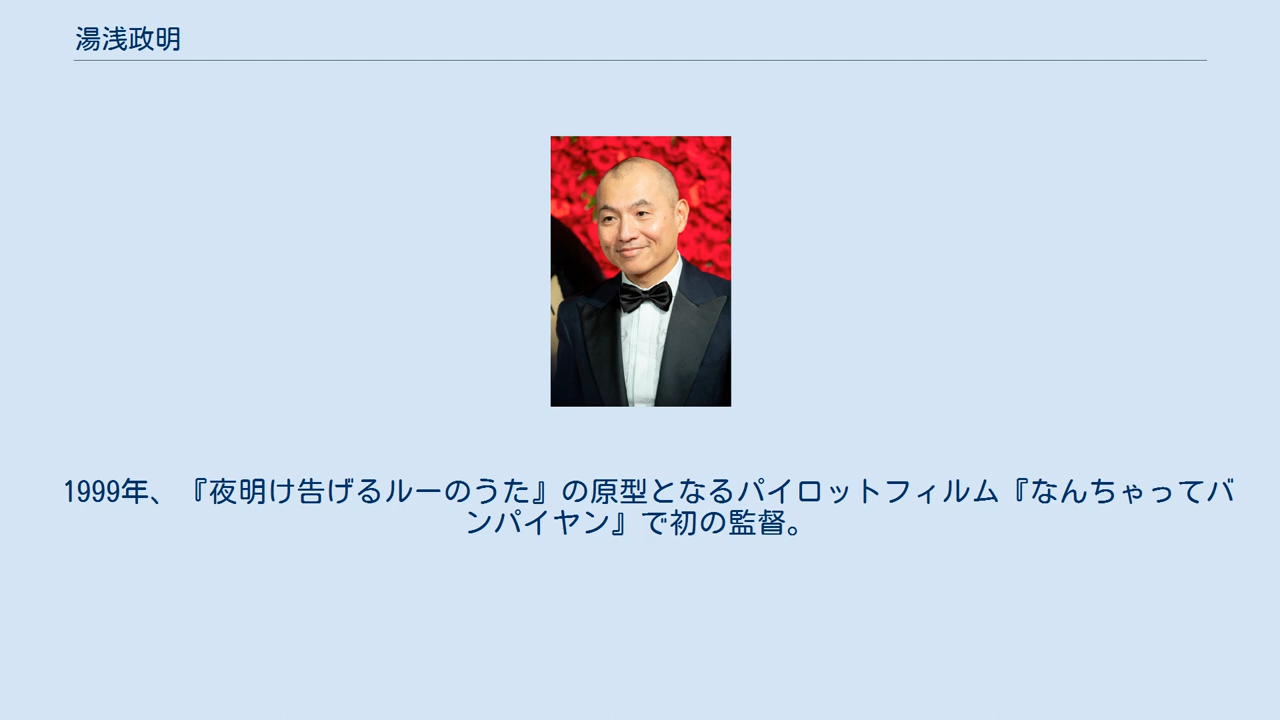 湯浅政明
1999年、『夜明け告げるルーのうた』の原型となるパイロットフィルム『なんちゃってバ
ンパイヤン』で初の監督。